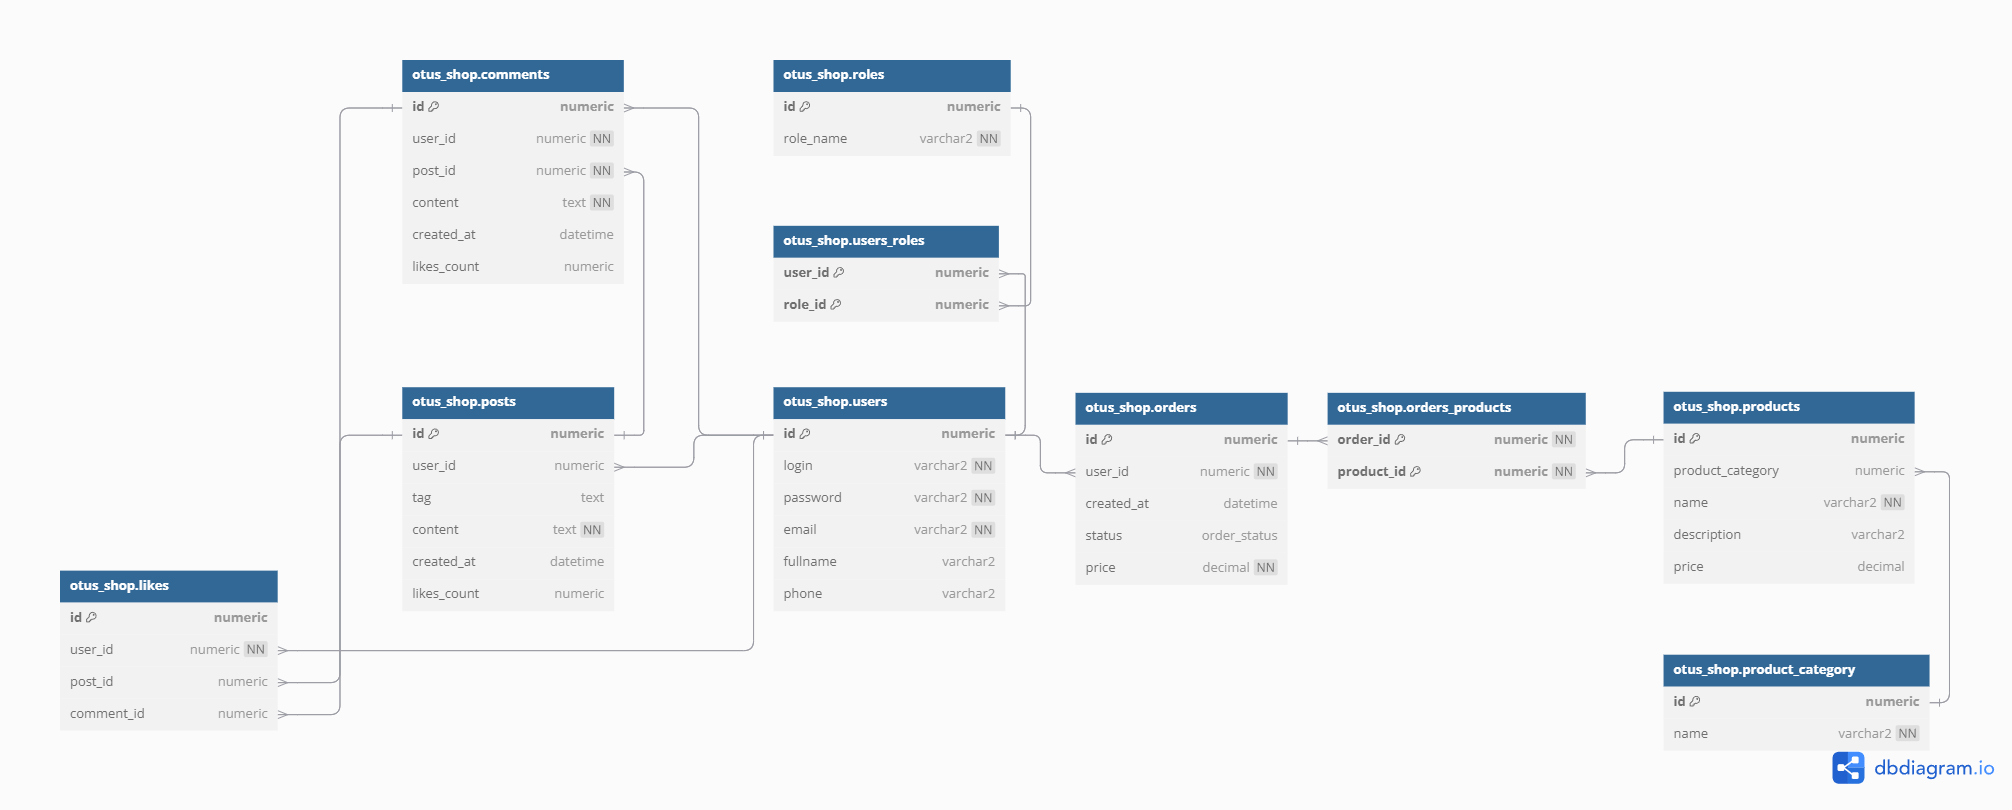 otus_shop.comments
id numeric
user_id numeric NN
post_id numeric NN
content text NN
created_at datetime
likes_count numeric
otus_shop.roles
id numeric
role_name varchar2 NN
otus_shop.users_roles
user_id numeric
role_id numeric
otus_shop.posts
id numeric
user_id numeric
tag text
content text NN
created_at datetime
likes_count numeric
otus_shop.users
id numeric
login varchar2 NN
password varchar2 NN
email varchar2 NN
fullname varchar2
phone varchar2
otus_shop.orders
id numeric
user_id numeric NN
created_at datetime
status order_status
price decimal NN
otus_shop.orders_products
order_id numeric NN
product_id numeric NN
otus_shop.products
id numeric
product_category numeric
name varchar2 NN
description varchar2
price decimal
otus_shop.likes
id numeric
user_id numeric NN
post_id numeric
comment_id numeric
otus_shop.product_category
id numeric
name varchar2 NN
dbdiagram.io